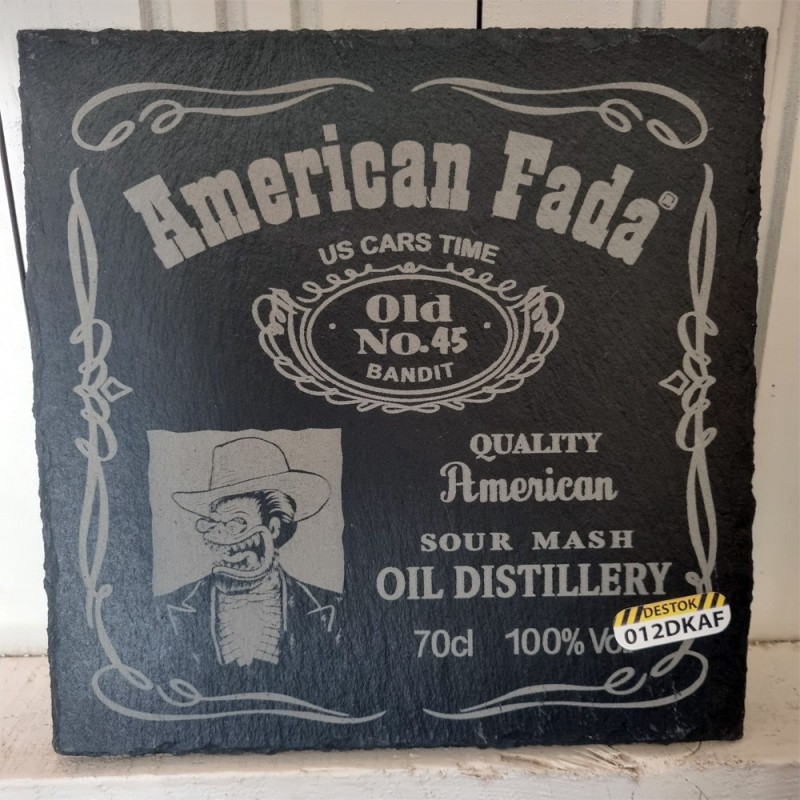 American Fada®
US CARS TIME
Old
No.45
BANDIT
QUALITY
American
SOUR MASH
OIL DISTILLERY
70cl 100%
DESTOK
012DKAF